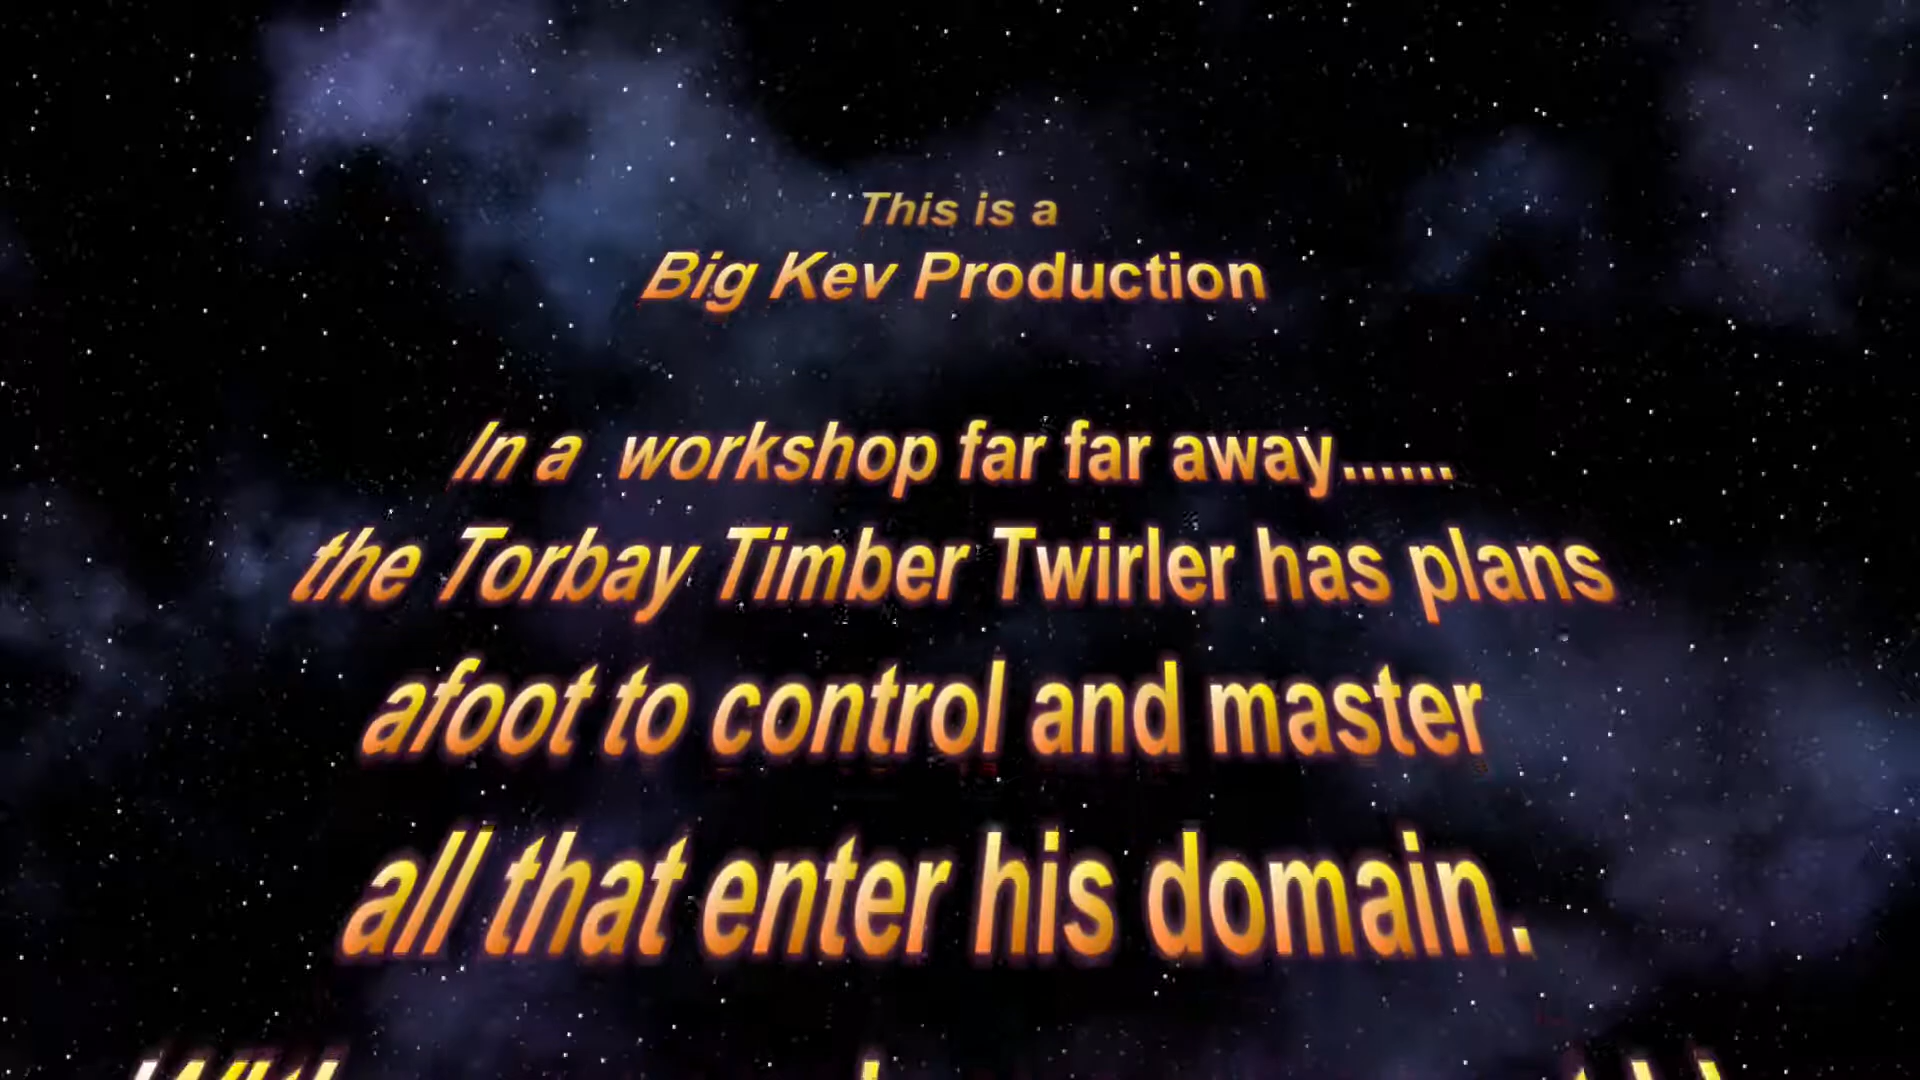 This is a
Big Kev Production
In a workshop far far away......
the Torbay Timber Twirler has plans
afoot to control and master
all that enter his domain.